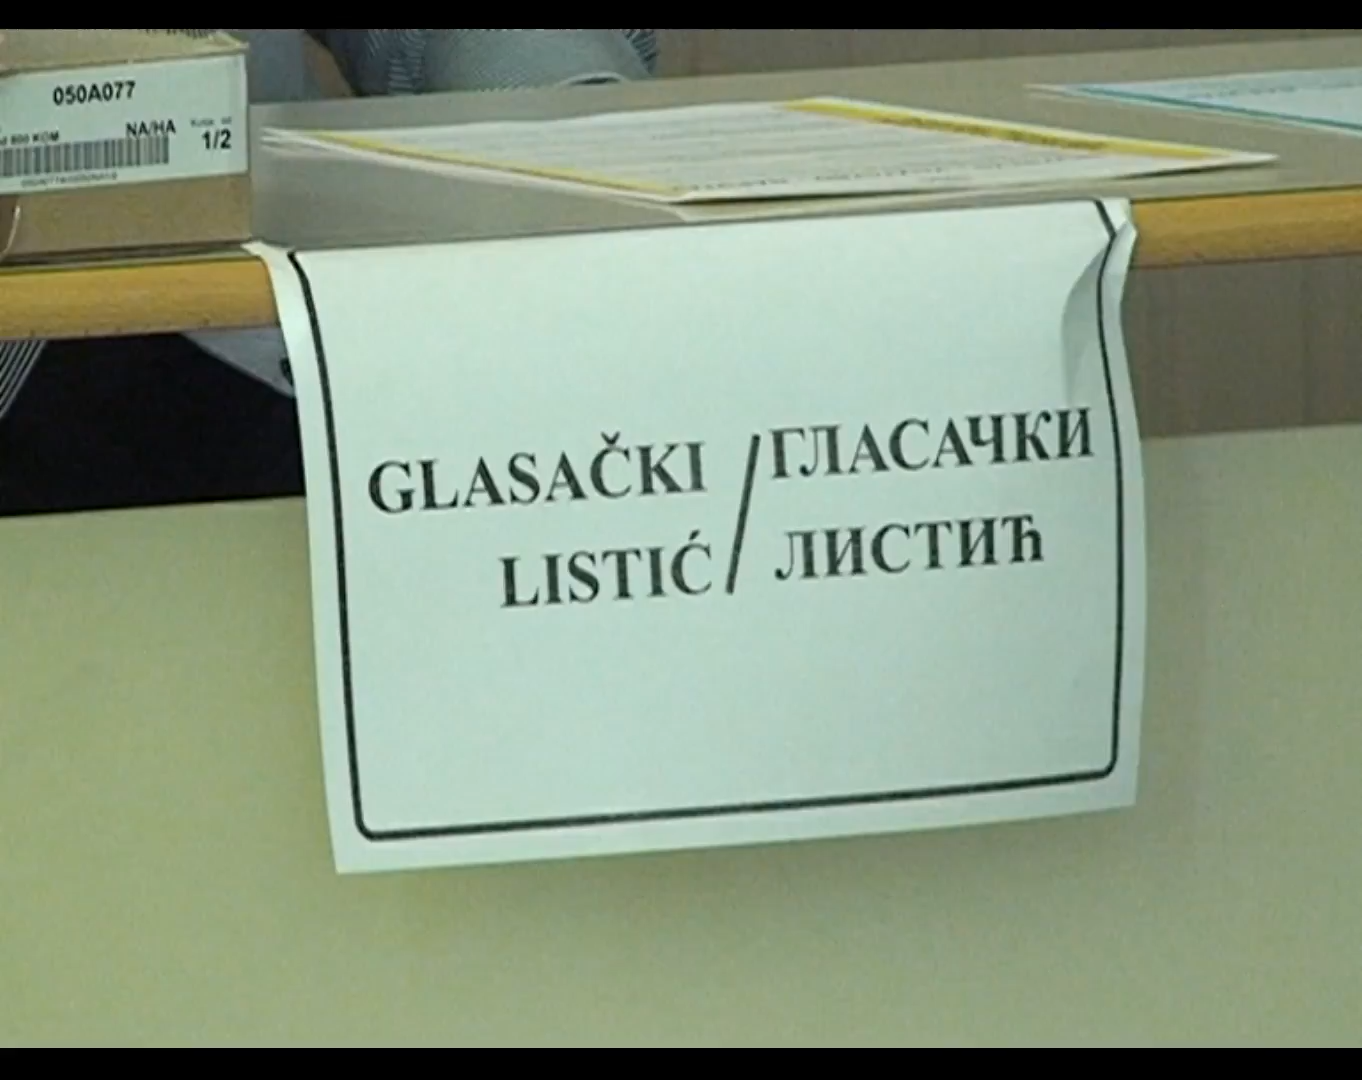 050A077
NA/HA
1/2
GLASAČKI / ГЛАСАЧКИ
LISTIĆ / ЛИСТИЋ